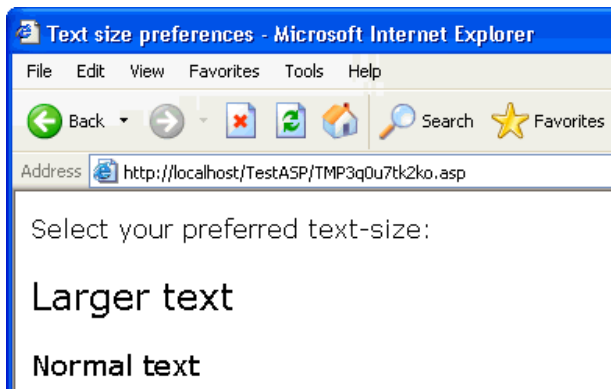 Text size preferences - Microsoft Internet Explorer
File Edit View Favorites Tools Help
Back Search Favorites
Address http://localhost/TestASP/TMP3q0u7tk2ko.asp
Select your preferred text-size:
Larger text
Normal text